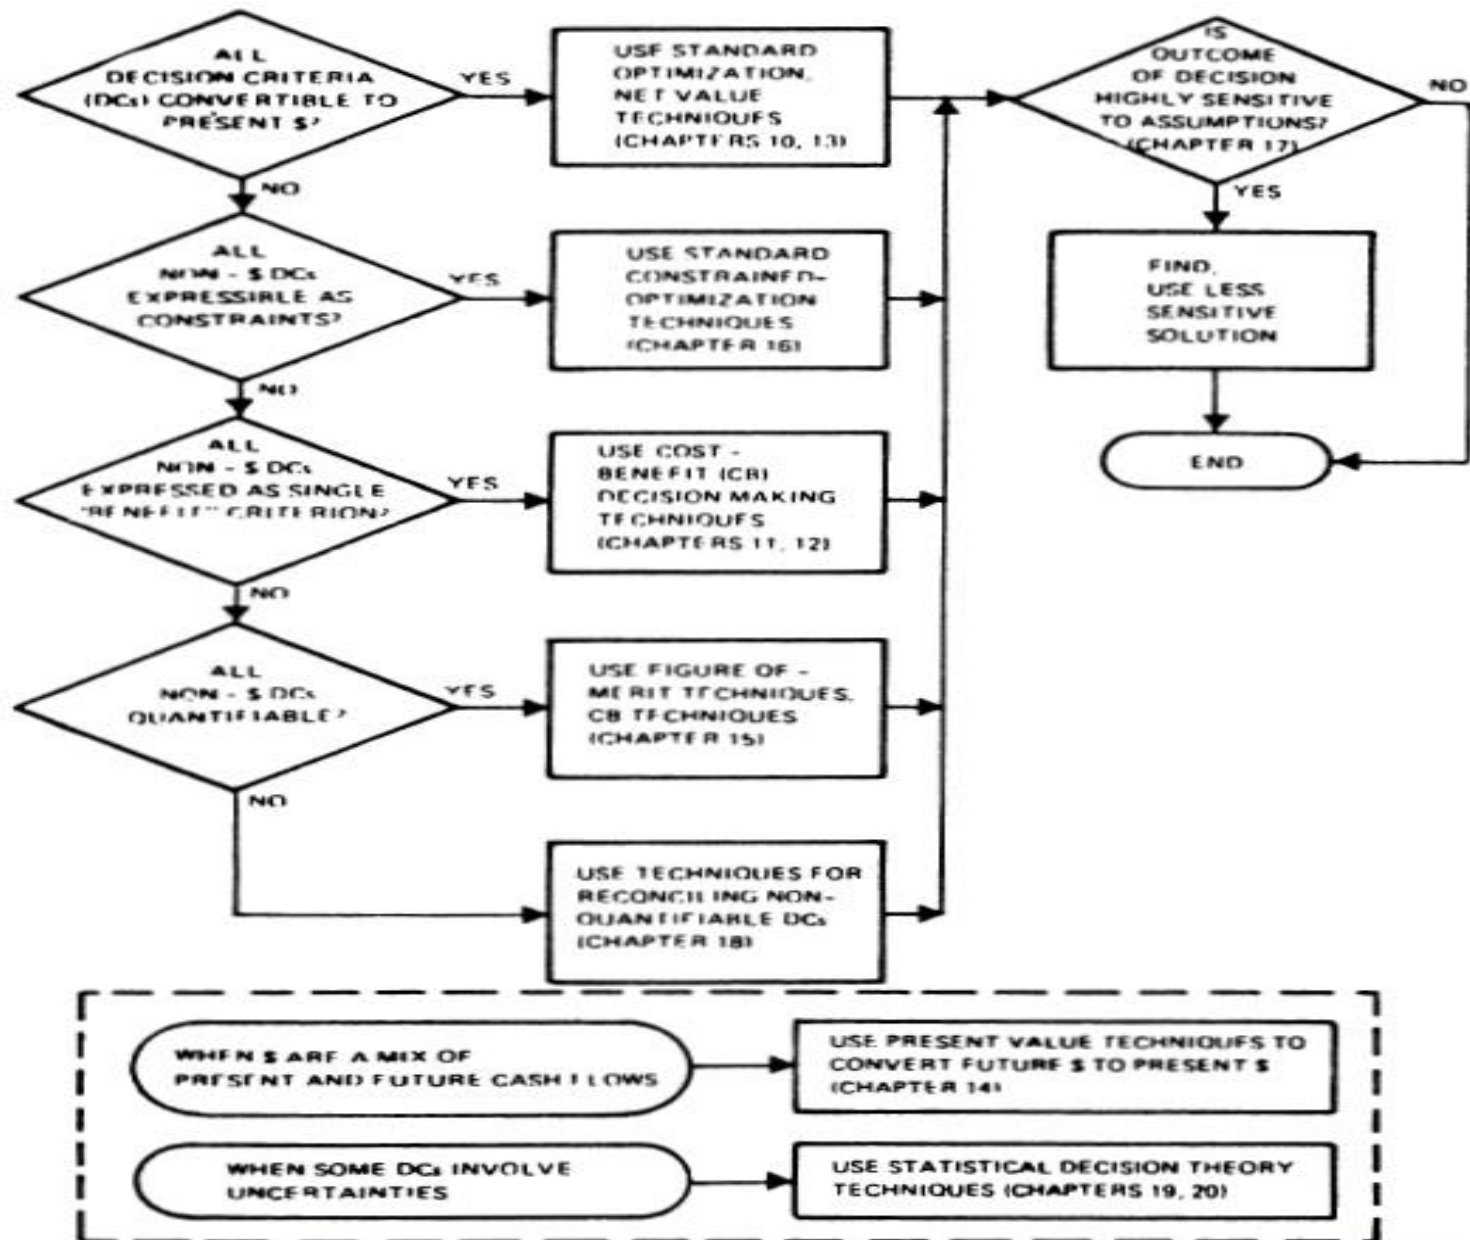 ALL
DECISION CRITERIA
(DCs) CONVERTIBLE TO
PRESENT $?
YES
USE STANDARD
OPTIMIZATION,
NET VALUE
TECHNIQUES
(CHAPTERS 10, 13)
IS
OUTCOME
OF DECISION
HIGHLY SENSITIVE
TO ASSUMPTIONS?
(CHAPTER 17)
NO
YES
NO
ALL
NON - $ DCs
EXPRESSIBLE AS
CONSTRAINTS?
YES
USE STANDARD
CONSTRAINED-
OPTIMIZATION
TECHNIQUES
(CHAPTER 16)
FIND,
USE LESS
SENSITIVE
SOLUTION
NO
ALL
NON - $ DCs
EXPRESSED AS SINGLE
"BENEFIT" CRITERION?
YES
USE COST -
BENEFIT (CB)
DECISION MAKING
TECHNIQUES
(CHAPTERS 11, 12)
END
NO
ALL
NON - $ DCs
QUANTIFIABLE?
YES
USE FIGURE OF -
MERIT TECHNIQUES,
CB TECHNIQUES
(CHAPTER 15)
NO
USE TECHNIQUES FOR
RECONCILING NON-
QUANTIFIABLE DCs
(CHAPTER 18)
WHEN $ ARE A MIX OF
PRESENT AND FUTURE CASH FLOWS
USE PRESENT VALUE TECHNIQUES TO
CONVERT FUTURE $ TO PRESENT $
(CHAPTER 14)
WHEN SOME DCs INVOLVE
UNCERTAINTIES
USE STATISTICAL DECISION THEORY
TECHNIQUES (CHAPTERS 19, 20)